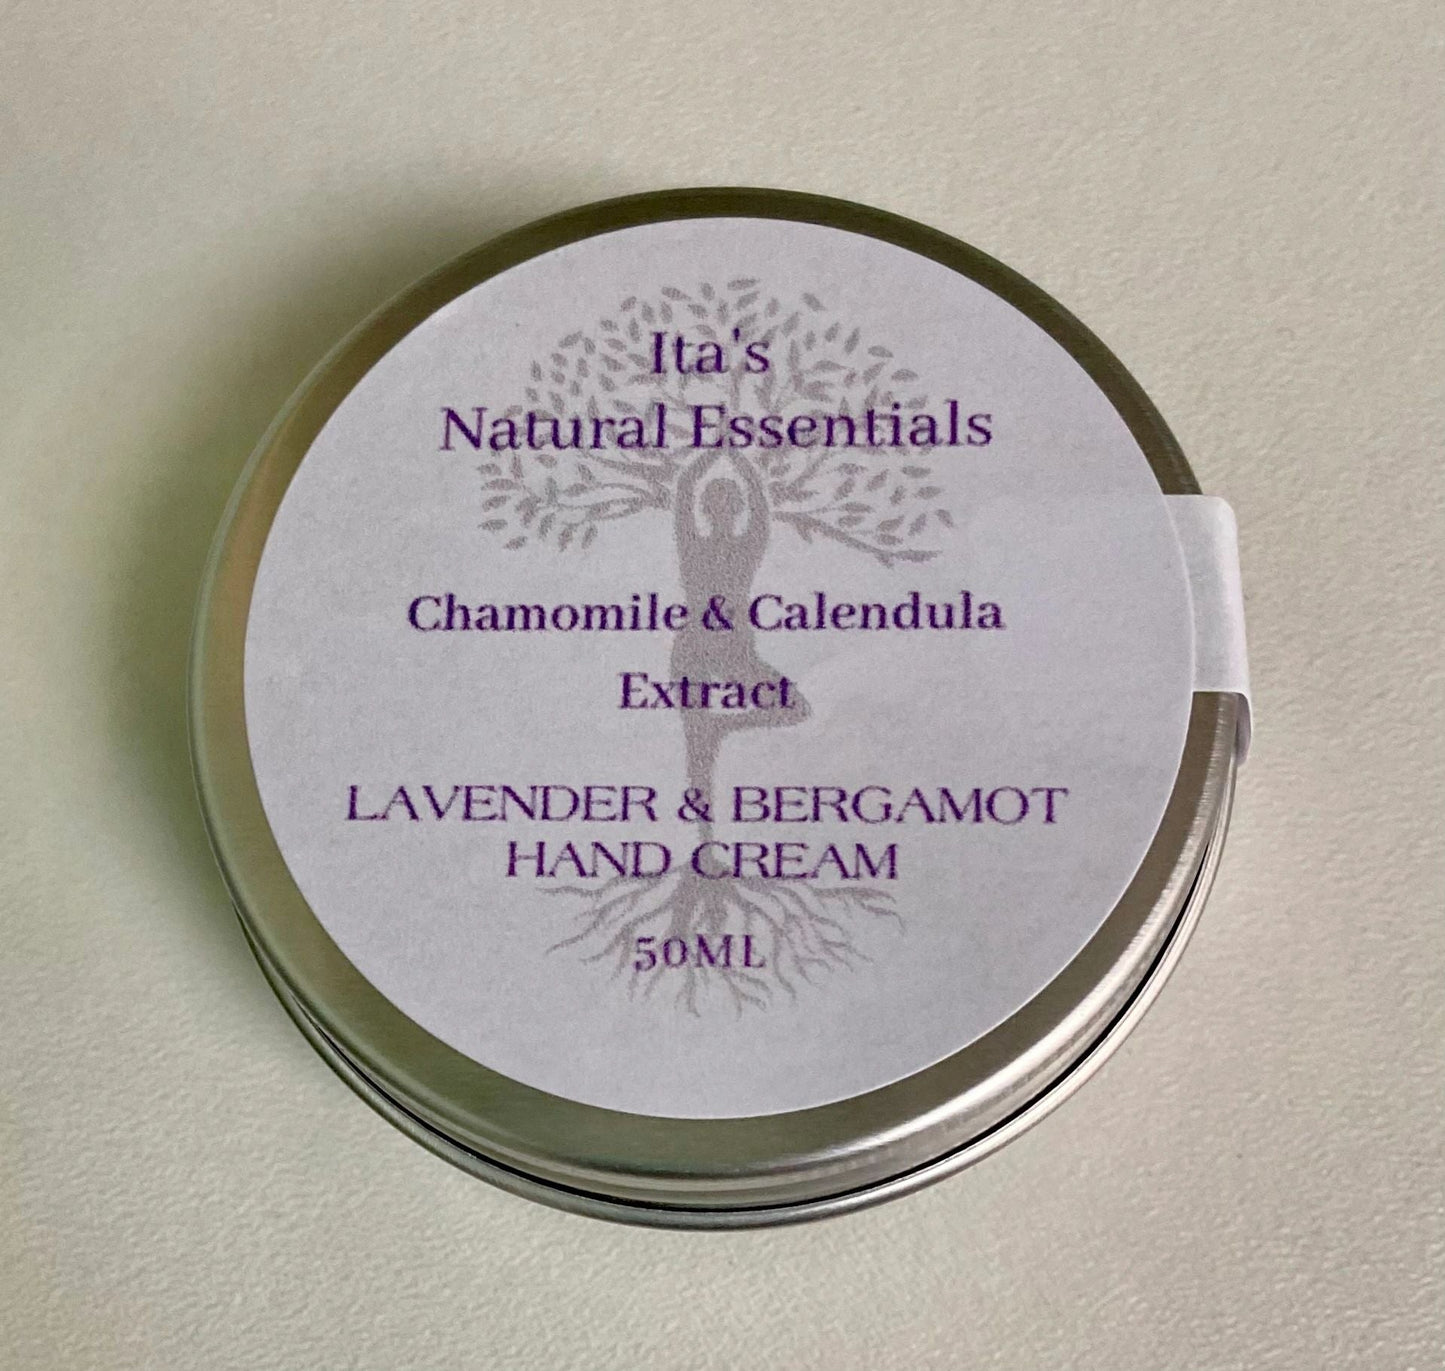 Ita's
Natural Essentials
Chamomile & Calendula
Extract
LAVENDER & BERGAMOT
HAND CREAM
50ML